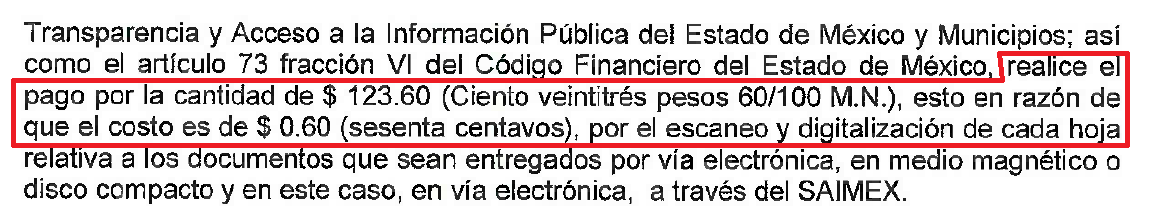 Transparencia y Acceso a la Información Pública del Estado de México y Municipios; así
como el artículo 73 fracción VI del Código Financiero del Estado de México, realice el
pago por la cantidad de $ 123.60 (Ciento veintitrés pesos 60/100 M.N.), esto en razón de
que el costo es de $ 0.60 (sesenta centavos), por el escaneo y digitalización de cada hoja
relativa a los documentos que sean entregados por vía electrónica, en medio magnético o
disco compacto y en este caso, en vía electrónica, a través del SAIMEX.